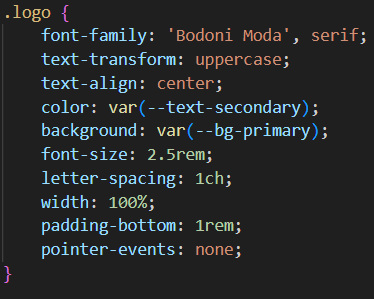 .logo {
    font-family: 'Bodoni Moda', serif;
    text-transform: uppercase;
    text-align: center;
    color: var(--text-secondary);
    background: var(--bg-primary);
    font-size: 2.5rem;
    letter-spacing: 1ch;
    width: 100%;
    padding-bottom: 1rem;
    pointer-events: none;
}